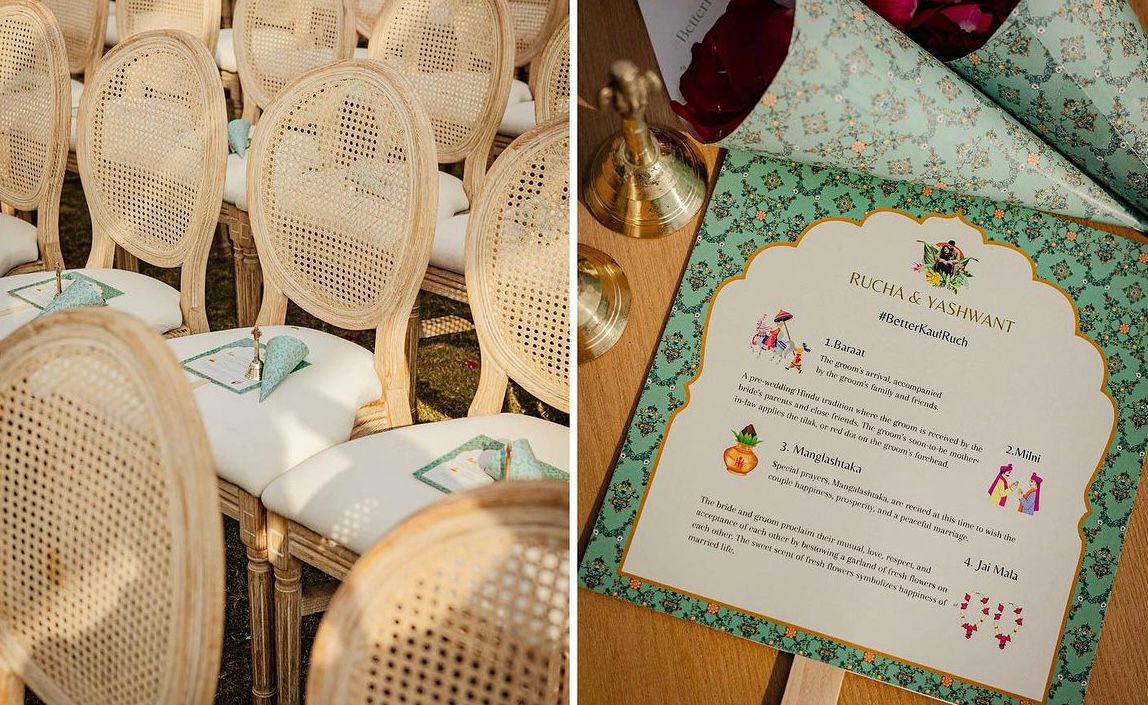 RUCHA & YASHWANT
#BetterKaulRuch
1.Baraat
The groom's arrival, accompanied
by the groom's family and friends.
2.Milni
A pre-wedding Hindu tradition where the groom is received by the
bride's parents and close friends. The groom's soon-to-be mother-
in-law applies the tilak, or red dot on the groom's forehead.
3. Manglashtaka
Special prayers, Mangalashtaka, are recited at this time to wish the
couple happiness, prosperity, and a peaceful marriage.
4. Jai Mala
The bride and groom proclaim their mutual, love, respect, and
acceptance of each other by bestowing a garland of fresh flowers on
each other. The sweet scent of fresh flowers symbolizes happiness of
married life.